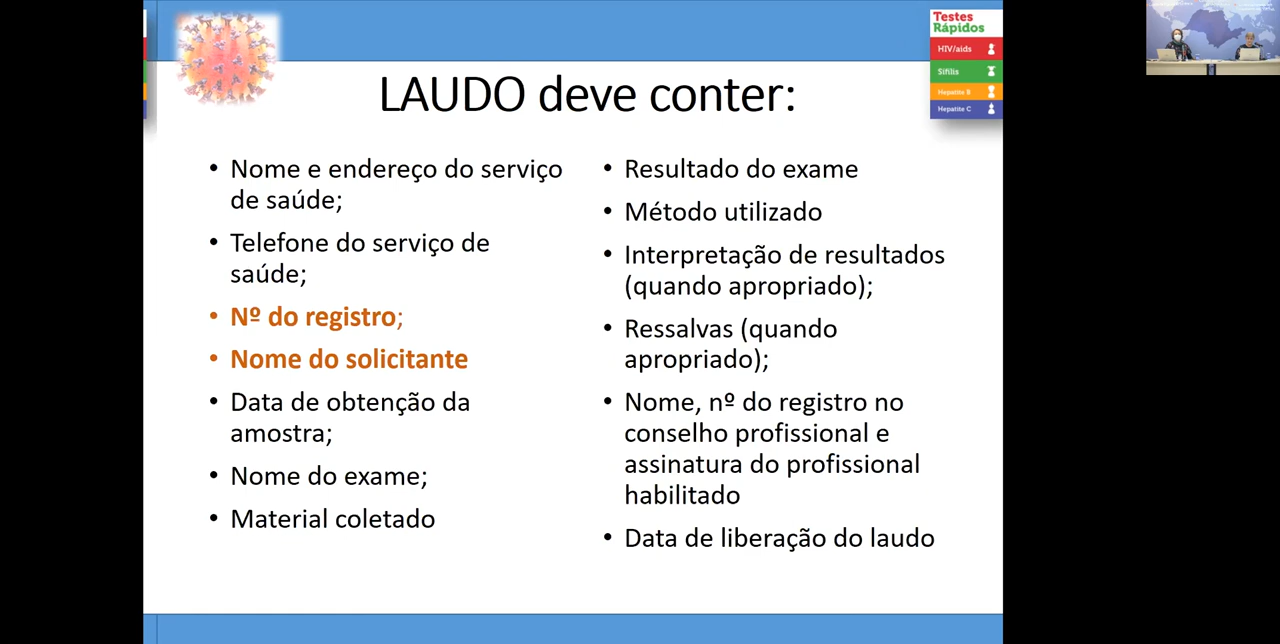 Testes
Rápidos
HIV/aids
Sífilis
Hepatite B
Hepatite C
LAUDO deve conter:
• Nome e endereço do serviço
de saúde;
• Telefone do serviço de
saúde;
• Nº do registro;
• Nome do solicitante
• Data de obtenção da
amostra;
• Nome do exame;
• Material coletado
• Resultado do exame
• Método utilizado
• Interpretação de resultados
(quando apropriado);
• Ressalvas (quando
apropriado);
• Nome, nº do registro no
conselho profissional e
assinatura do profissional
habilitado
• Data de liberação do laudo